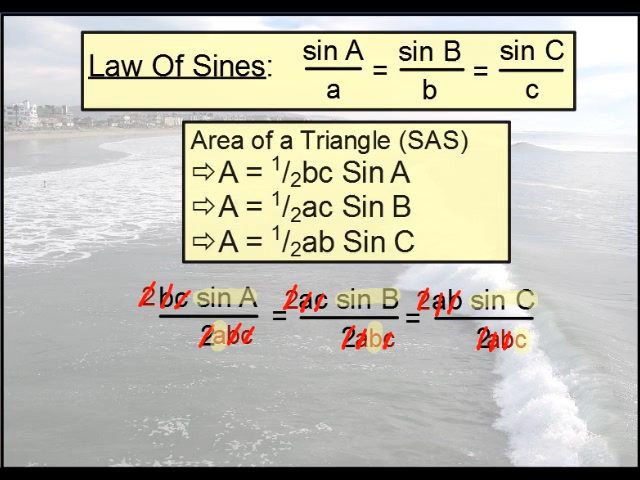 Law Of Sines: sin A / a = sin B / b = sin C / c
Area of a Triangle (SAS)
⇨A = 1/2bc Sin A
⇨A = 1/2ac Sin B
⇨A = 1/2ab Sin C
2bc sin A / 2abc = 2ac sin B / 2abc = 2ab sin C / 2abc